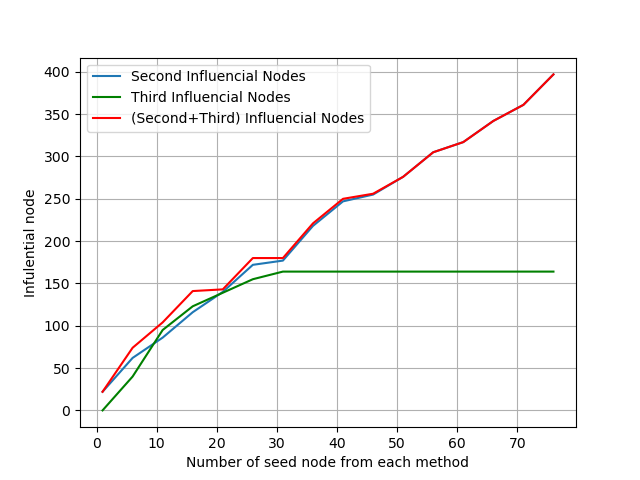 Second Influencial Nodes
Third Influencial Nodes
(Second+Third) Influencial Nodes
400
350
300
250
200
150
100
50
0
Infulential node
0 10 20 30 40 50 60 70
Number of seed node from each method